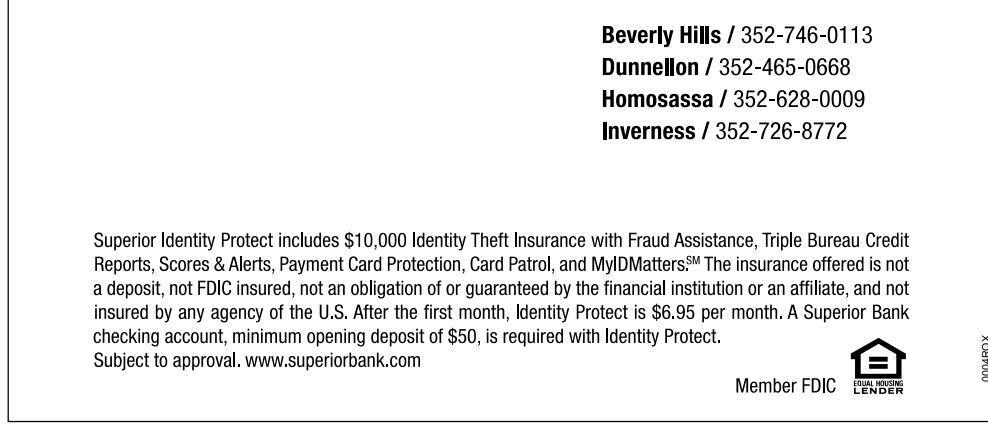 Beverly Hills / 352-746-0113
Dunnellon / 352-465-0668
Homosassa / 352-628-0009
Inverness / 352-726-8772
Superior Identity Protect includes $10,000 Identity Theft Insurance with Fraud Assistance, Triple Bureau Credit
Reports, Scores & Alerts, Payment Card Protection, Card Patrol, and MyIDMatters.℠ The insurance offered is not
a deposit, not FDIC insured, not an obligation of or guaranteed by the financial institution or an affiliate, and not
insured by any agency of the U.S. After the first month, Identity Protect is $6.95 per month. A Superior Bank
checking account, minimum opening deposit of $50, is required with Identity Protect.
Subject to approval. www.superiorbank.com
Member FDIC
EQUAL HOUSING
LENDER
0004BOX